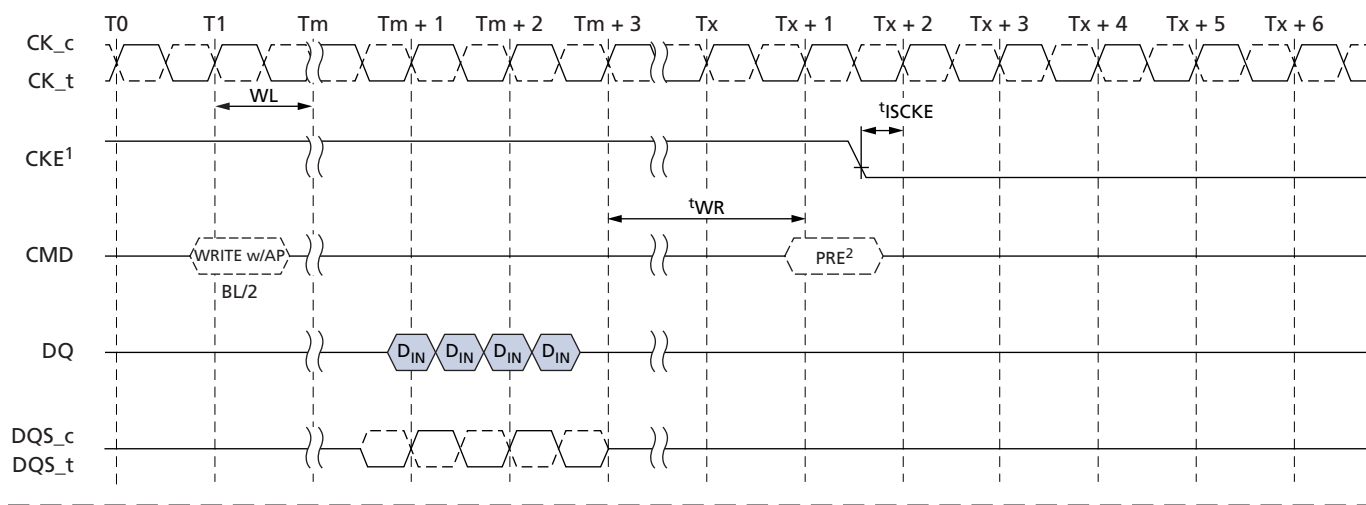 T0 T1 Tm Tm + 1 Tm + 2 Tm + 3 Tx Tx + 1 Tx + 2 Tx + 3 Tx + 4 Tx + 5 Tx + 6
CK_c
CK_t
WL
tISCKE
CKE1
tWR
CMD WRITE w/AP PRE2
BL/2
DQ DIN DIN DIN DIN
DQS_c
DQS_t